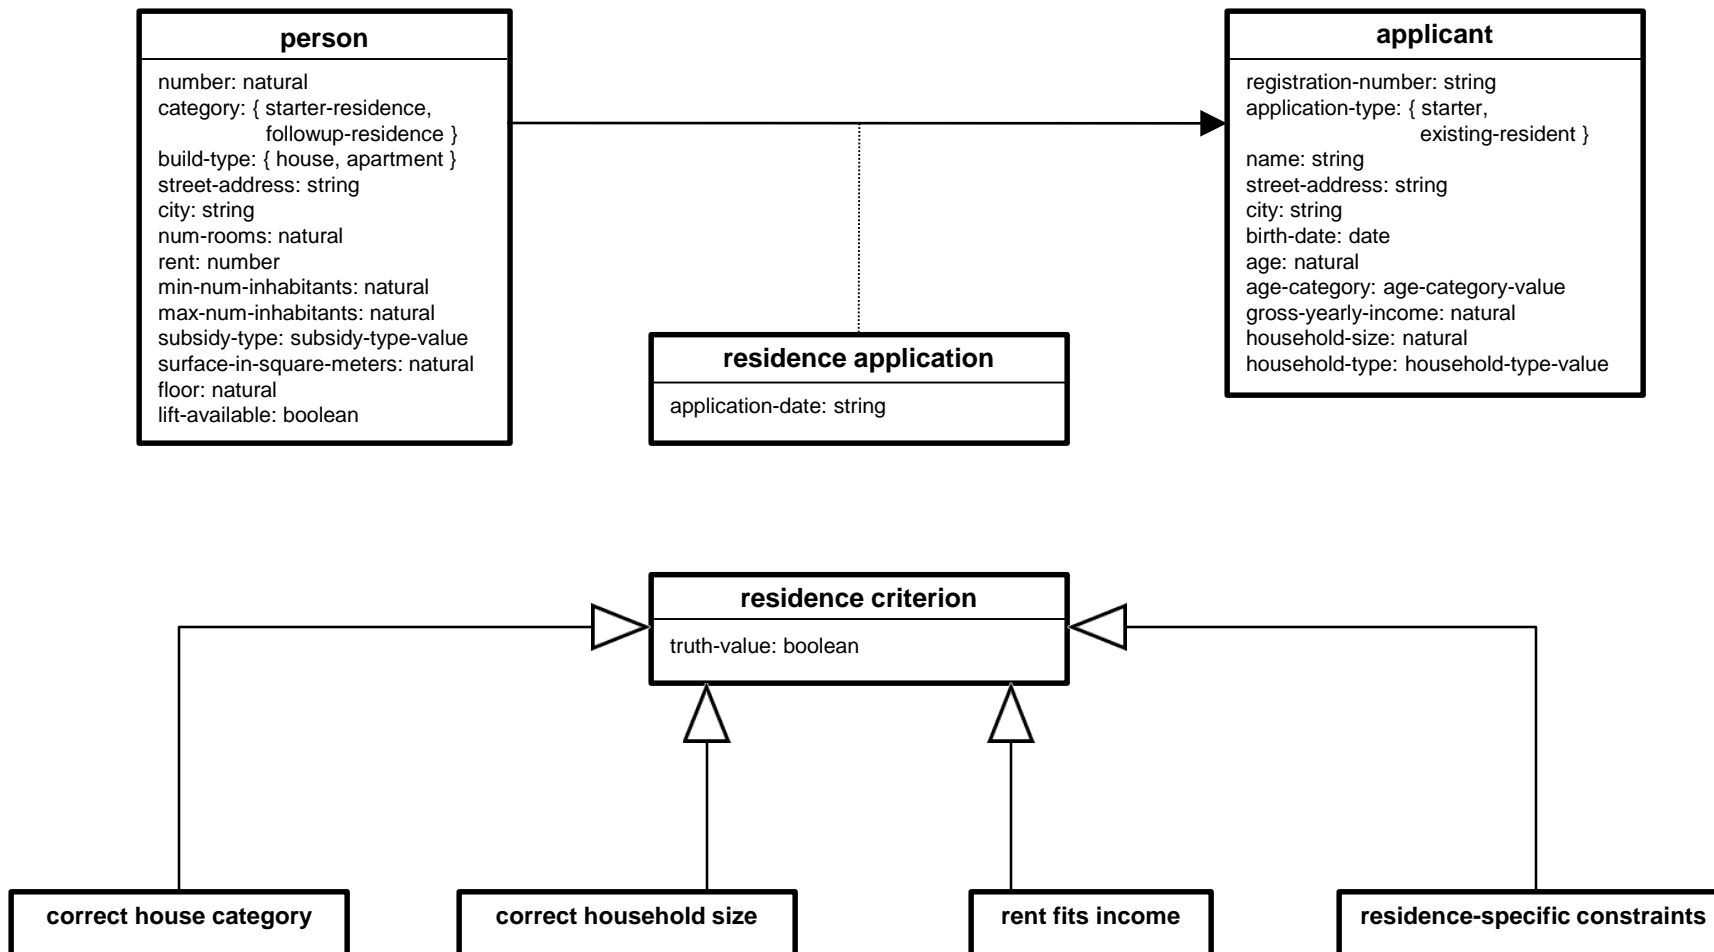 person
number: natural
category: { starter-residence,
followup-residence }
build-type: { house, apartment }
street-address: string
city: string
num-rooms: natural
rent: number
min-num-inhabitants: natural
max-num-inhabitants: natural
subsidy-type: subsidy-type-value
surface-in-square-meters: natural
floor: natural
lift-available: boolean
applicant
registration-number: string
application-type: { starter,
existing-resident }
name: string
street-address: string
city: string
birth-date: date
age: natural
age-category: age-category-value
gross-yearly-income: natural
household-size: natural
household-type: household-type-value
residence application
application-date: string
residence criterion
truth-value: boolean
correct house category
correct household size
rent fits income
residence-specific constraints